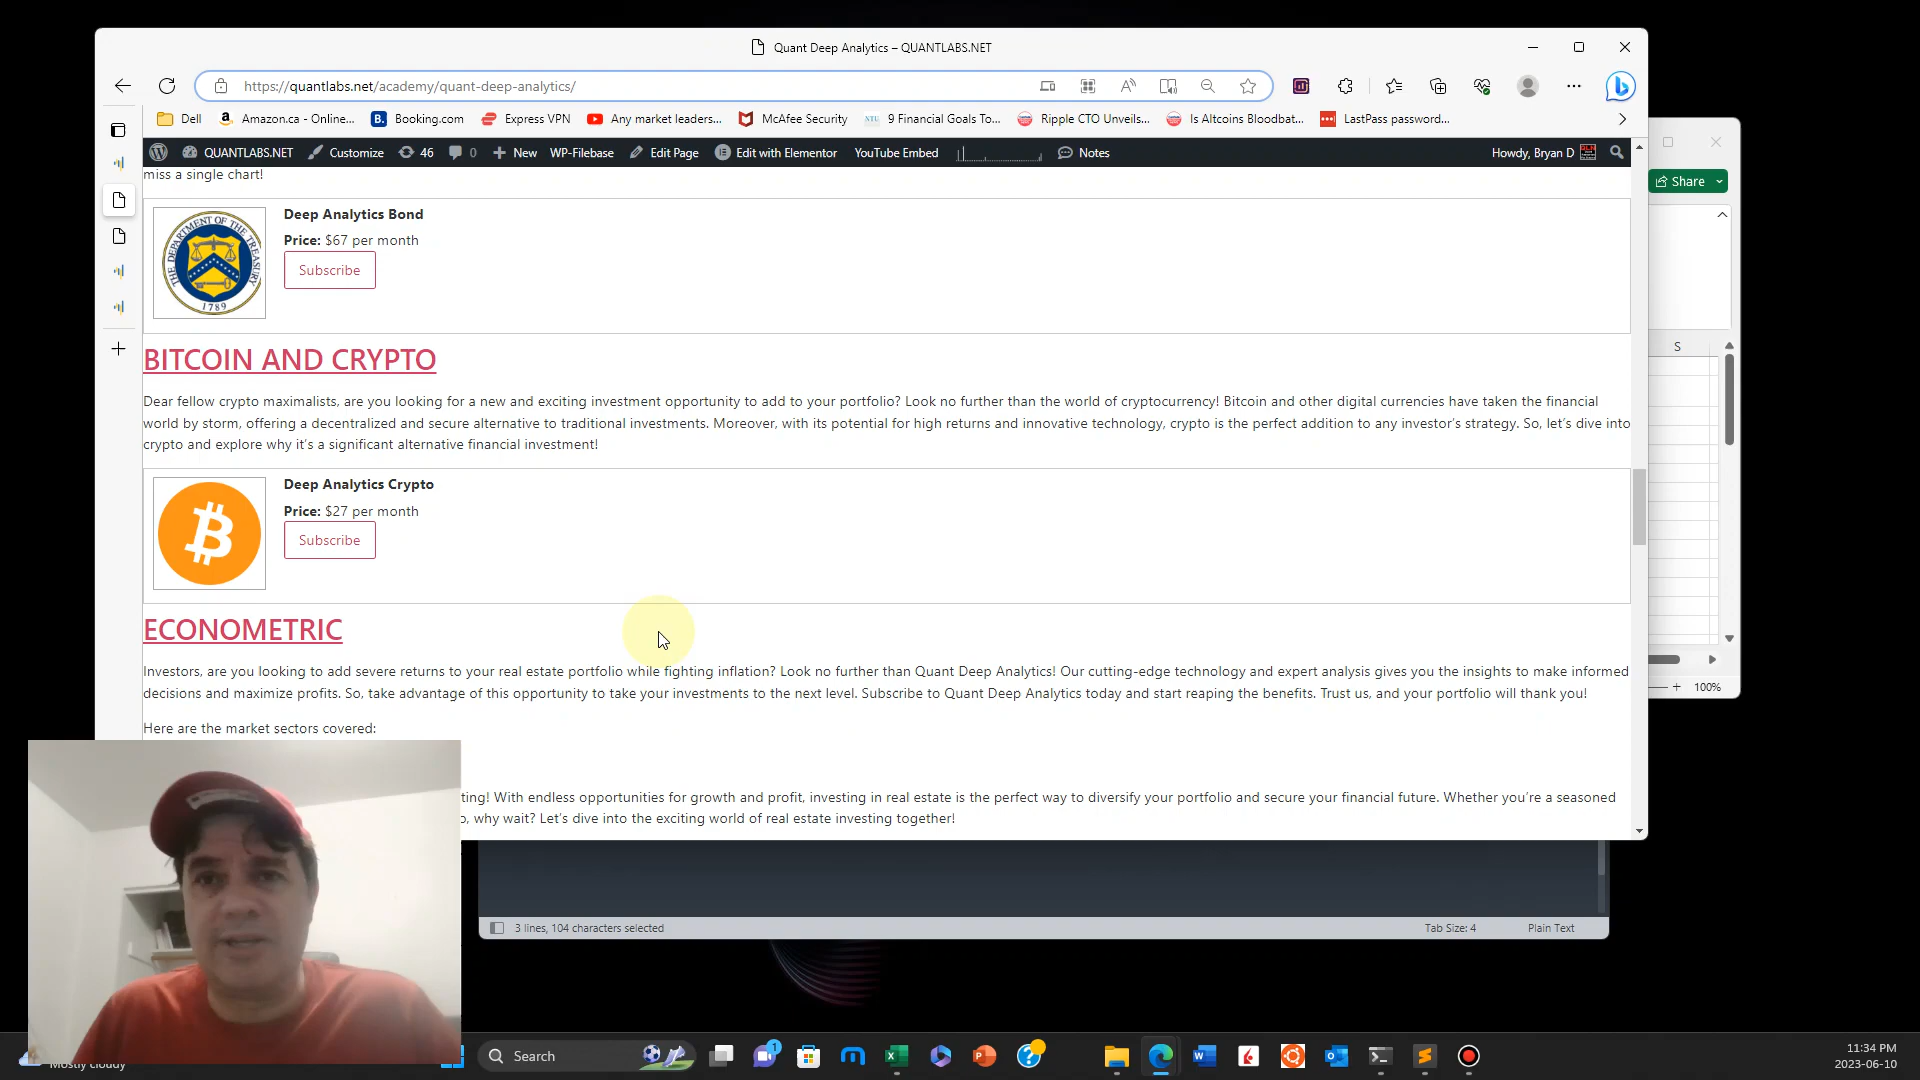 Quant Deep Analytics – QUANTLABS.NET
https://quantlabs.net/academy/quant-deep-analytics/
Dell
Amazon.ca - Online...
Booking.com
Express VPN
Any market leaders...
McAfee Security
NTU 9 Financial Goals To...
Ripple CTO Unveils...
Is Altcoins Bloodbat...
LastPass password...
QUANTLABS.NET
Customize
46
0
New
WP-Filebase
Edit Page
Edit with Elementor
YouTube Embed
Notes
Howdy, Bryan D
Share
miss a single chart!
THE DEPARTMENT OF THE TREASURY
1789
Deep Analytics Bond
Price: $67 per month
Subscribe
S
BITCOIN AND CRYPTO
Dear fellow crypto maximalists, are you looking for a new and exciting investment opportunity to add to your portfolio? Look no further than the world of cryptocurrency! Bitcoin and other digital currencies have taken the financial
world by storm, offering a decentralized and secure alternative to traditional investments. Moreover, with its potential for high returns and innovative technology, crypto is the perfect addition to any investor's strategy. So, let's dive into
crypto and explore why it's a significant alternative financial investment!
Deep Analytics Crypto
Price: $27 per month
Subscribe
ECONOMETRIC
Investors, are you looking to add severe returns to your real estate portfolio while fighting inflation? Look no further than Quant Deep Analytics! Our cutting-edge technology and expert analysis gives you the insights to make informed
decisions and maximize profits. So, take advantage of this opportunity to take your investments to the next level. Subscribe to Quant Deep Analytics today and start reaping the benefits. Trust us, and your portfolio will thank you!
100%
Here are the market sectors covered:
ting! With endless opportunities for growth and profit, investing in real estate is the perfect way to diversify your portfolio and secure your financial future. Whether you're a seasoned
o, why wait? Let's dive into the exciting world of real estate investing together!
3 lines, 104 characters selected
Tab Size: 4
Plain Text
Mostly cloudy
Search
1
11:34 PM
2023-06-10